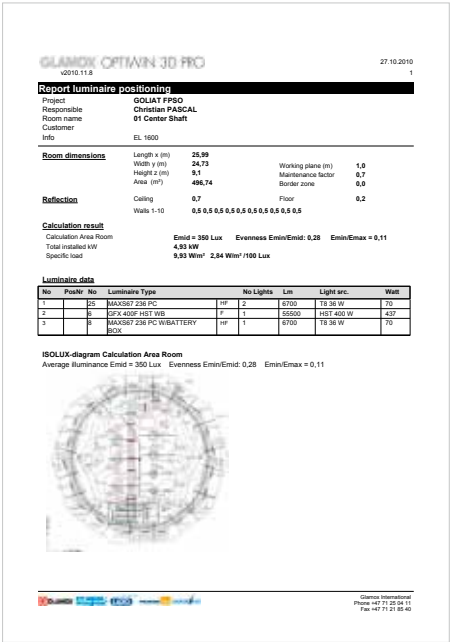 GLAMOX OPTIWIN 3D PRO
27.10.2010
v2010.11.8
1
Report luminaire positioning
Project GOLIAT FPSO
Responsible Christian PASCAL
Room name 01 Center Shaft
Customer
Info EL 1600
Room dimensions Length x (m) 25,99
Width y (m) 24,73 Working plane (m) 1,0
Height z (m) 9,1 Maintenance factor 0,7
Area (m²) 496,74 Border zone 0,0
Reflection Ceiling 0,7 Floor 0,2
Walls 1-10 0,5 0,5 0,5 0,5 0,5 0,5 0,5 0,5 0,5 0,5
Calculation result
Calculation Area Room Emid = 350 Lux Evenness Emin/Emid: 0,28 Emin/Emax = 0,11
Total installed kW 4,93 kW
Specific load 9,93 W/m² 2,84 W/m² /100 Lux
Luminaire data
No PosNr No Luminaire Type No Lights Lm Light src. Watt
1 25 MAXS67 236 PC HF 2 6700 T8 36 W 70
2 6 GFX 400F HST WB F 1 55500 HST 400 W 437
3 8 MAXS67 236 PC W/BATTERY BOX HF 1 6700 T8 36 W 70
ISOLUX-diagram Calculation Area Room
Average illuminance Emid = 350 Lux Evenness Emin/Emid: 0,28 Emin/Emax = 0,11
GLAMOX
Glamox International
Phone +47 71 25 04 11
Fax +47 71 21 85 40